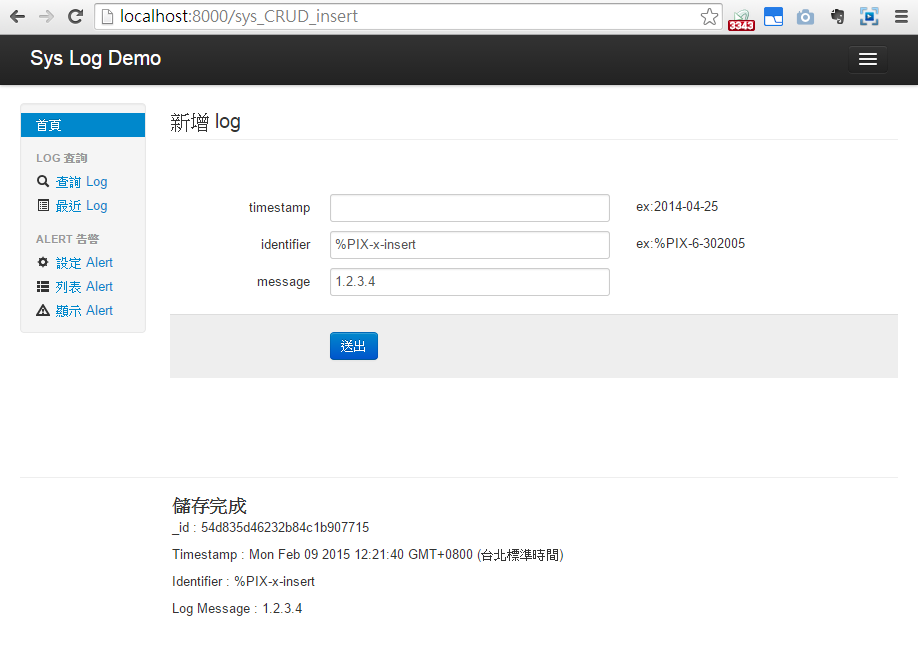 localhost:8000/sys_CRUD_insert
3343
Sys Log Demo
首頁
LOG 查詢
查詢 Log
最近 Log
ALERT 告警
設定 Alert
列表 Alert
顯示 Alert
新增 log
timestamp ex:2014-04-25
identifier %PIX-x-insert ex:%PIX-6-302005
message 1.2.3.4
送出
儲存完成
_id : 54d835d46232b84c1b907715
Timestamp : Mon Feb 09 2015 12:21:40 GMT+0800 (台北標準時間)
Identifier : %PIX-x-insert
Log Message : 1.2.3.4